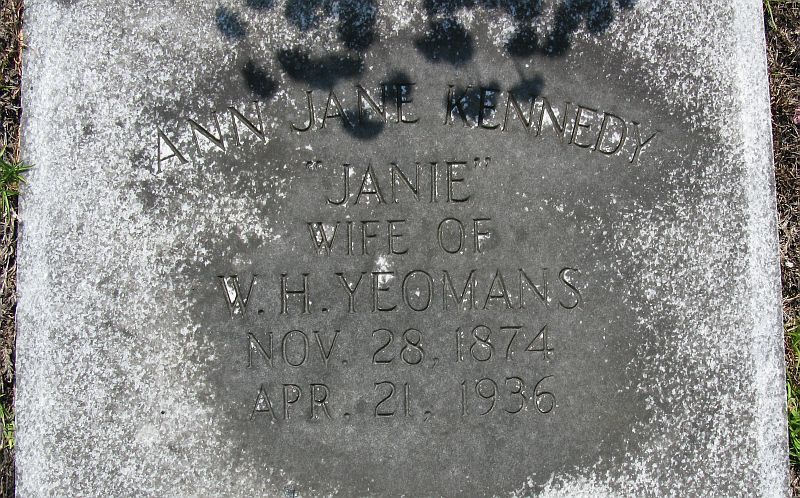 ANN JANE KENNEDY
"JANIE"
WIFE OF
W. H. YEOMANS
NOV. 28, 1874
APR. 21, 1936